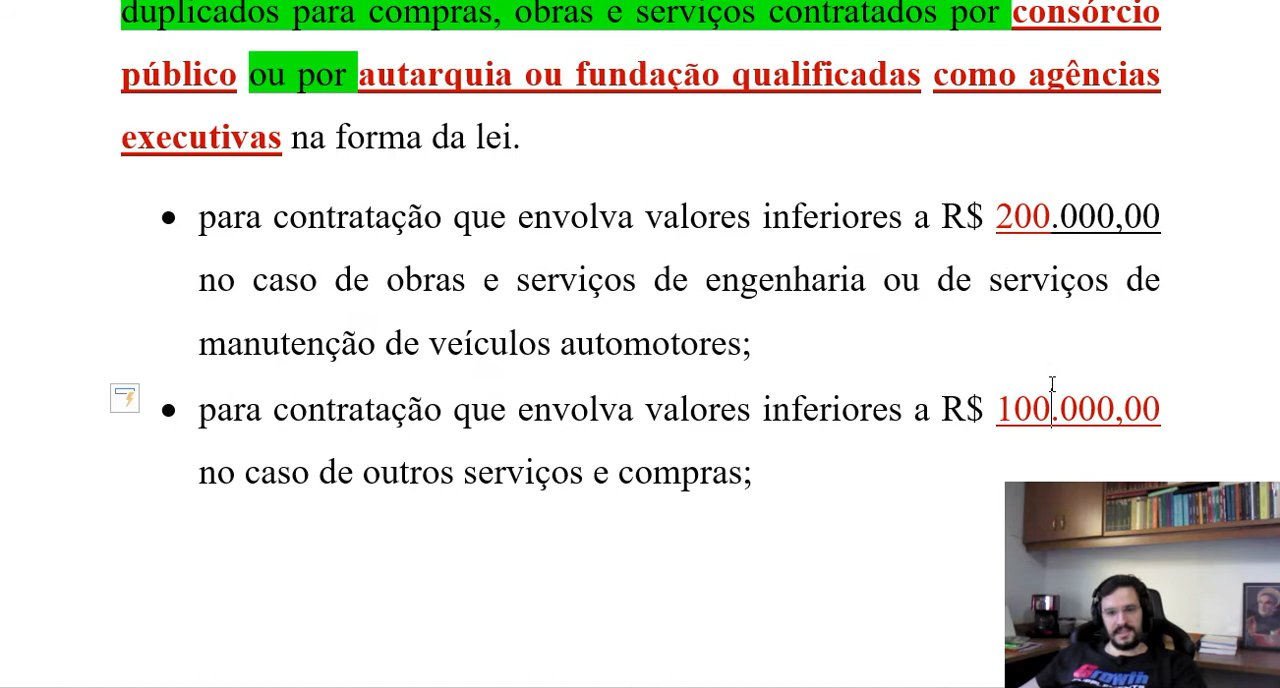 duplicados para compras, obras e serviços contratados por consórcio
público ou por autarquia ou fundação qualificadas como agências
executivas na forma da lei.
• para contratação que envolva valores inferiores a R$ 200.000,00
no caso de obras e serviços de engenharia ou de serviços de
manutenção de veículos automotores;
• para contratação que envolva valores inferiores a R$ 100.000,00
no caso de outros serviços e compras;
Growth